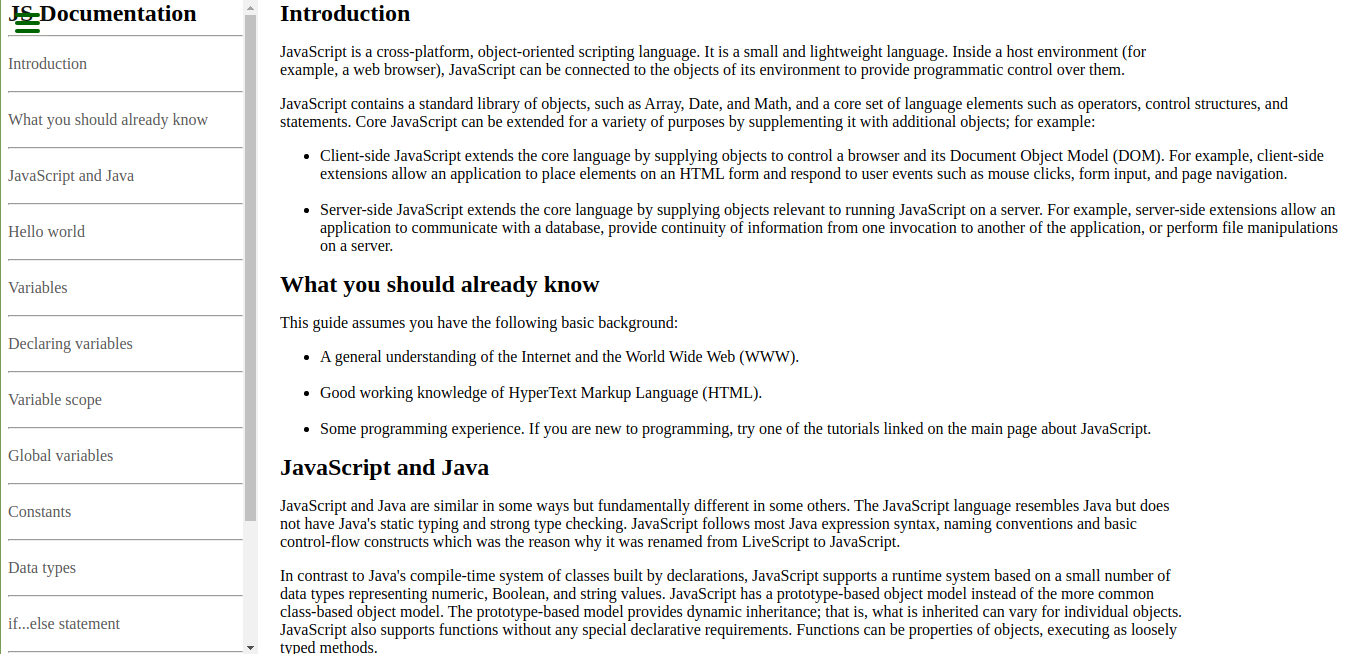 JS Documentation
Introduction
What you should already know
JavaScript and Java
Hello world
Variables
Declaring variables
Variable scope
Global variables
Constants
Data types
if...else statement
Introduction
JavaScript is a cross-platform, object-oriented scripting language. It is a small and lightweight language. Inside a host environment (for
example, a web browser), JavaScript can be connected to the objects of its environment to provide programmatic control over them.
JavaScript contains a standard library of objects, such as Array, Date, and Math, and a core set of language elements such as operators, control structures, and
statements. Core JavaScript can be extended for a variety of purposes by supplementing it with additional objects; for example:
• Client-side JavaScript extends the core language by supplying objects to control a browser and its Document Object Model (DOM). For example, client-side
extensions allow an application to place elements on an HTML form and respond to user events such as mouse clicks, form input, and page navigation.
• Server-side JavaScript extends the core language by supplying objects relevant to running JavaScript on a server. For example, server-side extensions allow an
application to communicate with a database, provide continuity of information from one invocation to another of the application, or perform file manipulations
on a server.
What you should already know
This guide assumes you have the following basic background:
• A general understanding of the Internet and the World Wide Web (WWW).
• Good working knowledge of HyperText Markup Language (HTML).
• Some programming experience. If you are new to programming, try one of the tutorials linked on the main page about JavaScript.
JavaScript and Java
JavaScript and Java are similar in some ways but fundamentally different in some others. The JavaScript language resembles Java but does
not have Java's static typing and strong type checking. JavaScript follows most Java expression syntax, naming conventions and basic
control-flow constructs which was the reason why it was renamed from LiveScript to JavaScript.
In contrast to Java's compile-time system of classes built by declarations, JavaScript supports a runtime system based on a small number of
data types representing numeric, Boolean, and string values. JavaScript has a prototype-based object model instead of the more common
class-based object model. The prototype-based model provides dynamic inheritance; that is, what is inherited can vary for individual objects.
JavaScript also supports functions without any special declarative requirements. Functions can be properties of objects, executing as loosely
typed methods.